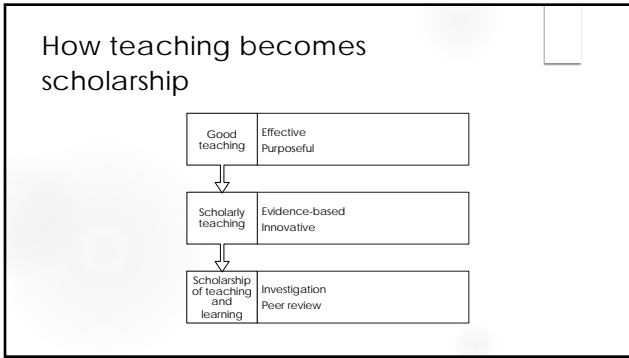 How teaching becomes
scholarship
Good
teaching
Effective
Purposeful
Scholarly
teaching
Evidence-based
Innovative
Scholarship
of teaching
and
learning
Investigation
Peer review